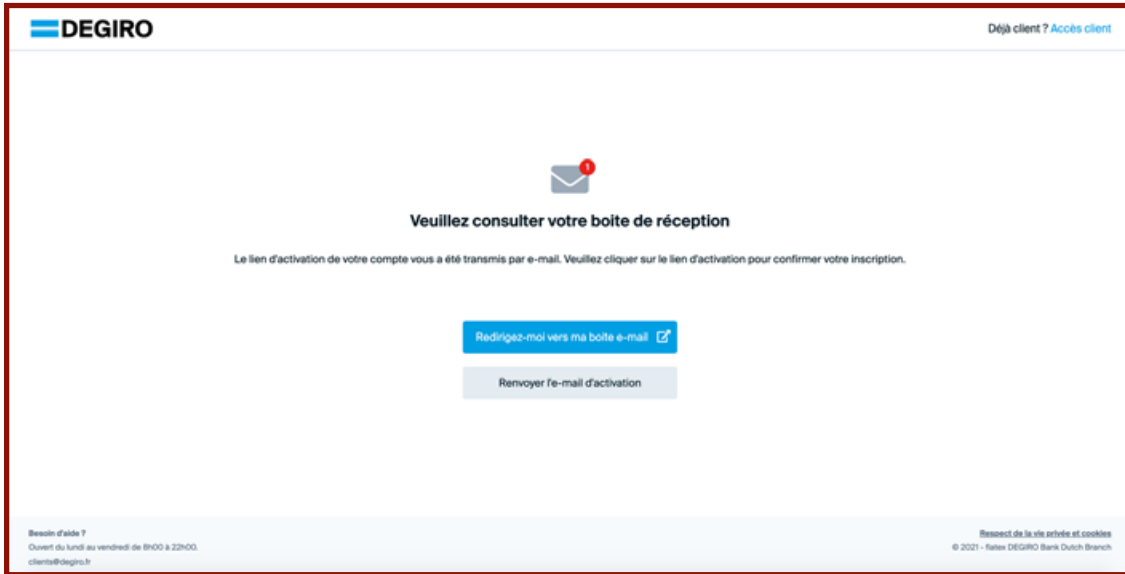 DEGIRO
Déjà client ? Accès client
1
Veuillez consulter votre boite de réception
Le lien d'activation de votre compte vous a été transmis par e-mail. Veuillez cliquer sur le lien d'activation pour confirmer votre inscription.
Redirigez-moi vers ma boite e-mail
Renvoyer l'e-mail d'activation
Besoin d'aide ?
Ouvert du lundi au vendredi de 8h00 à 22h00.
clients@degiro.fr
Respect de la vie privée et cookies
© 2021 - flatex DEGIRO Bank Dutch Branch